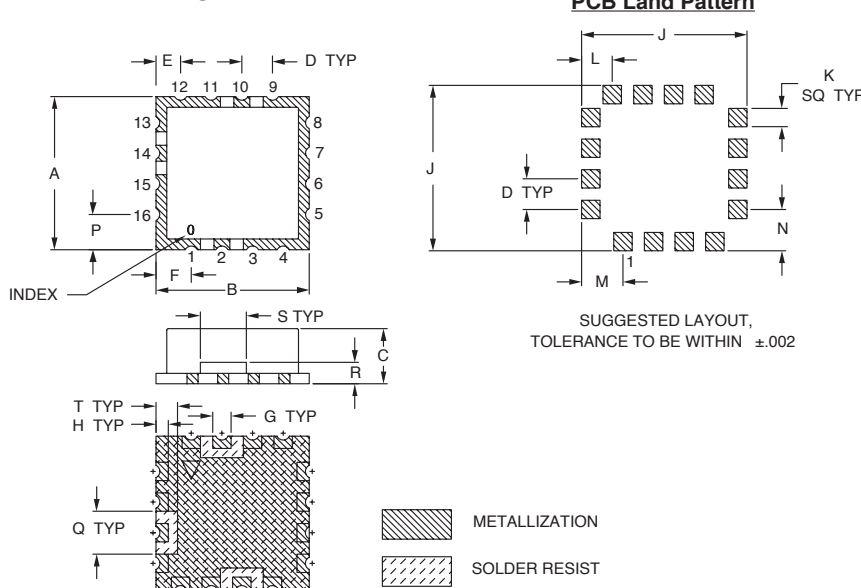 PCB Land Pattern
E
D TYP
12 11 10 9
A
13
14
15
16
P
8
7
6
5
0
1 2 3 4
F
B
INDEX
J
L
K
SQ TYP
J
D TYP
N
1
M
SUGGESTED LAYOUT,
TOLERANCE TO BE WITHIN ±.002
S TYP
C
R
T TYP
H TYP
G TYP
Q TYP
METALLIZATION
SOLDER RESIST